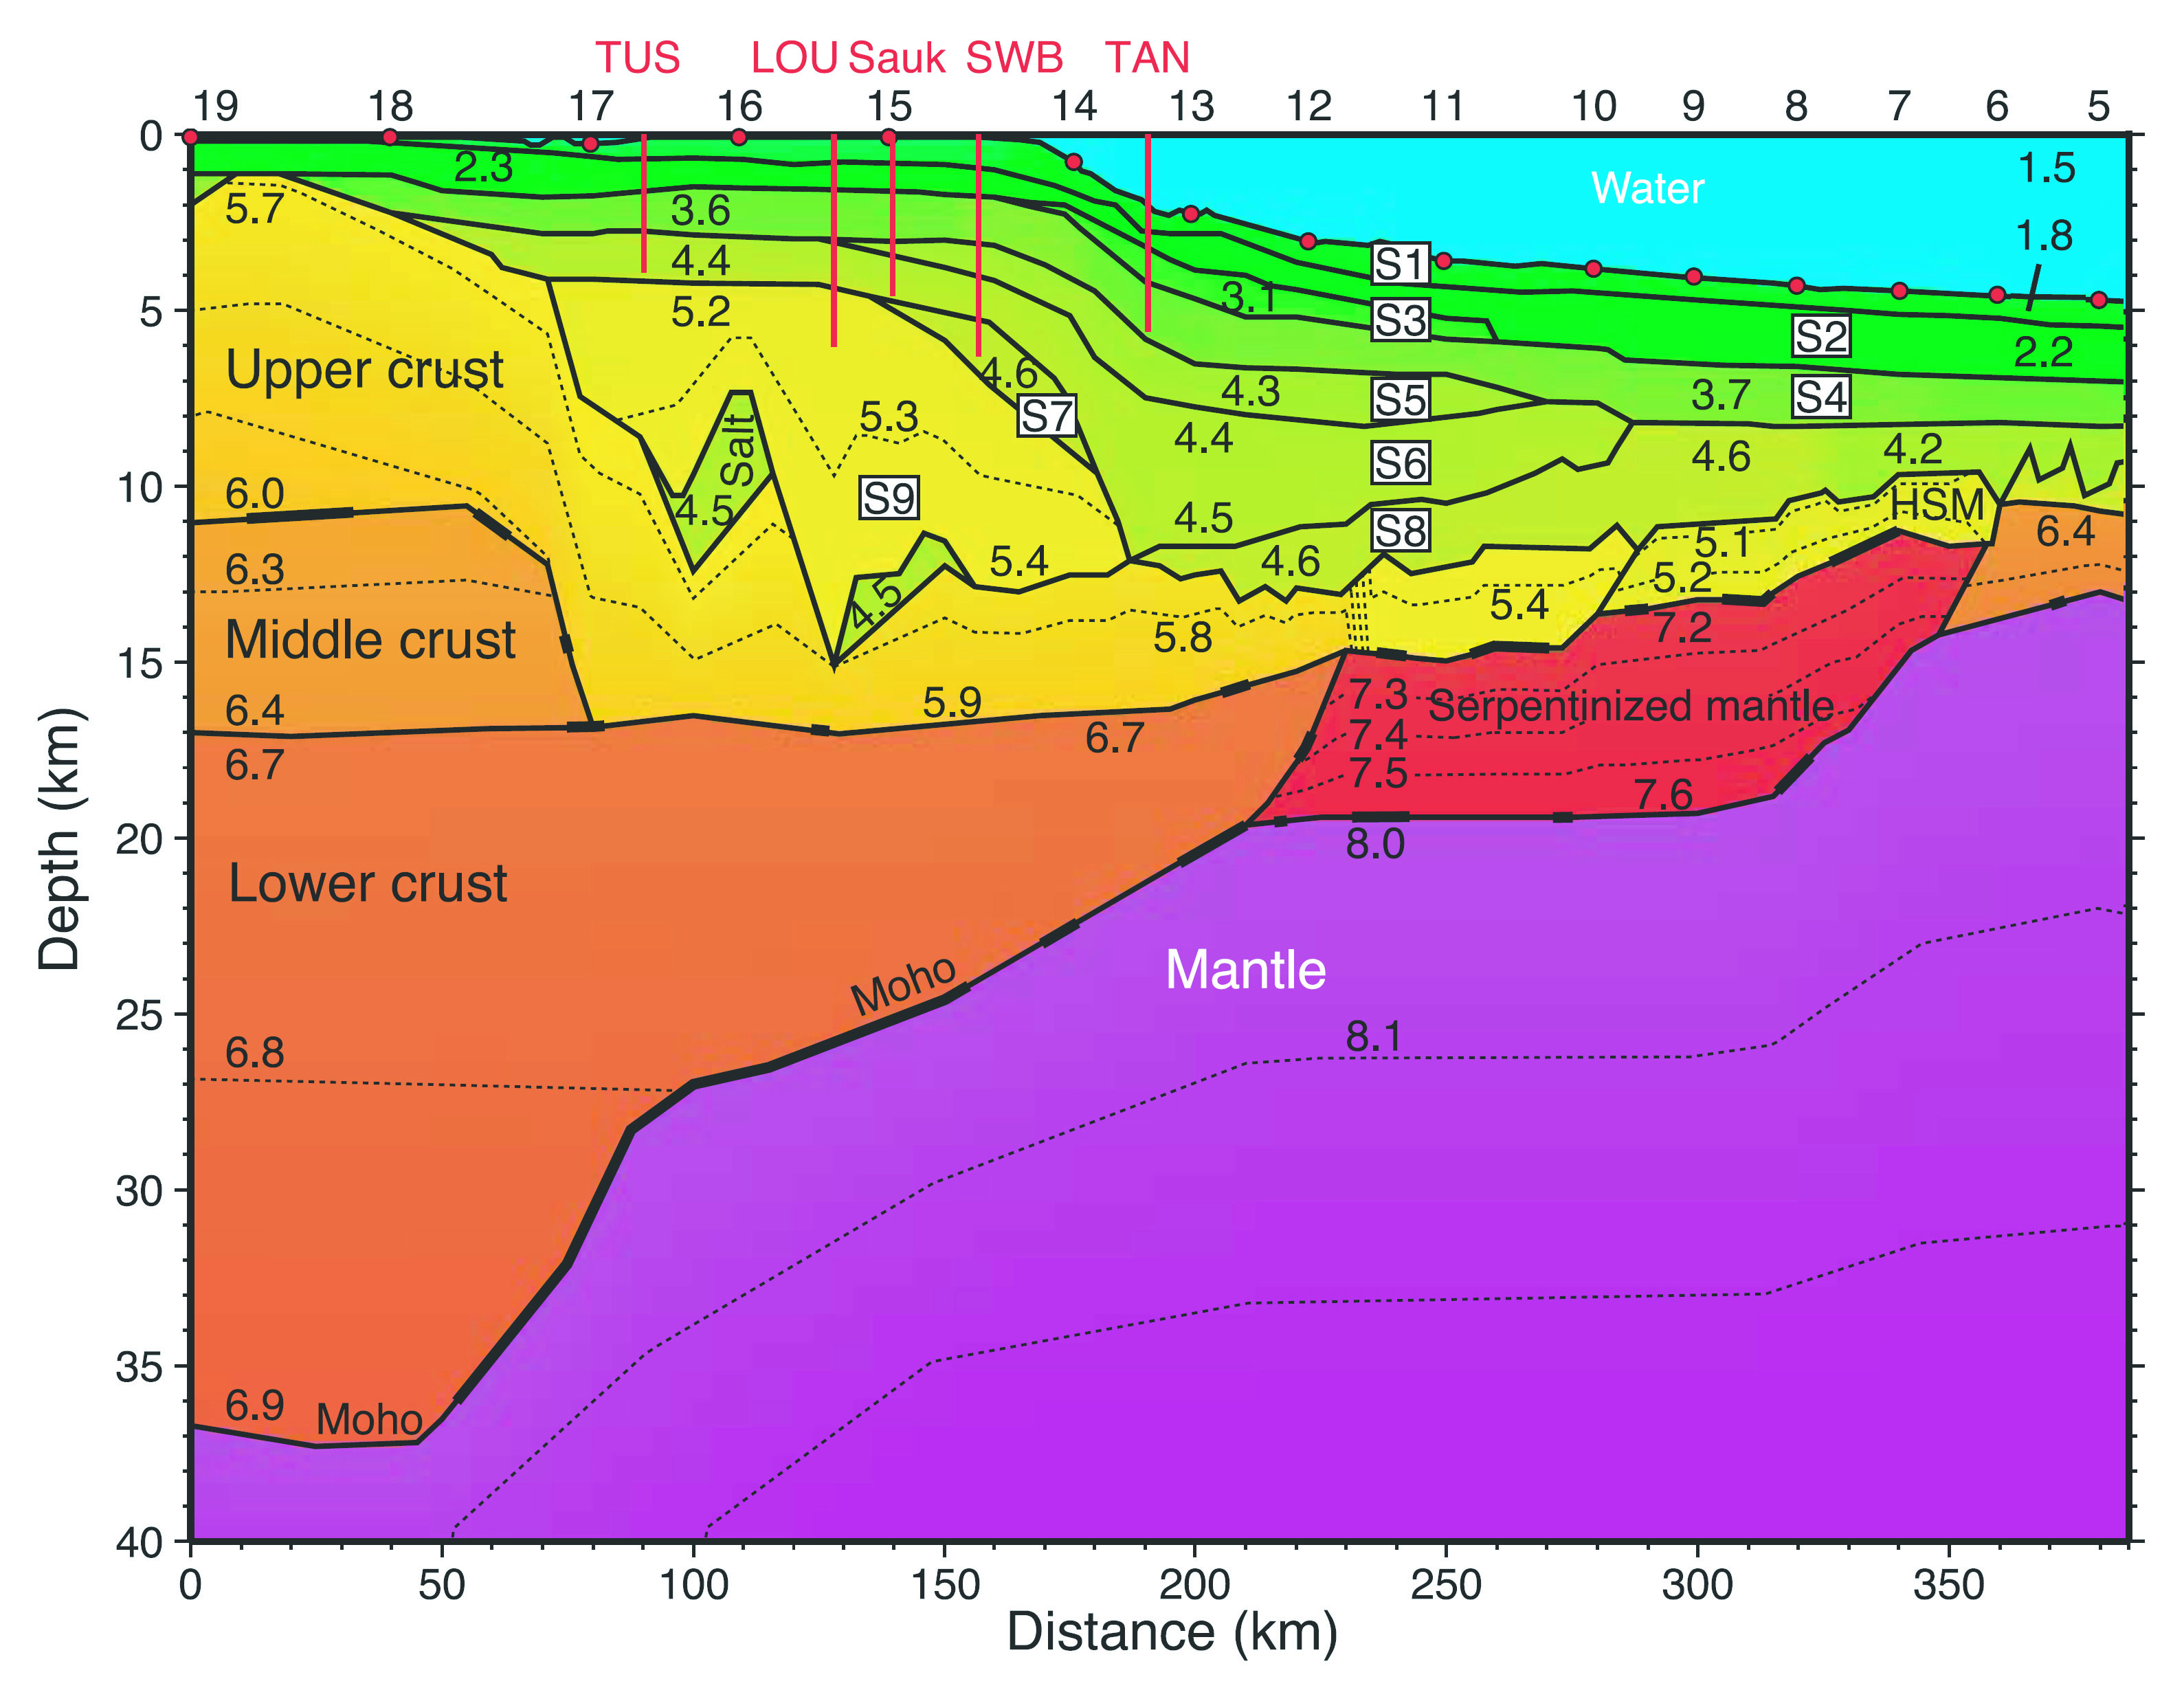 TUS LOU Sauk SWB TAN
19 18 17 16 15 14 13 12 11 10 9 8 7 6 5
0
2.3
1.5
Water
5.7
3.6
1.8
4.4
S1
3.1
5
5.2
S3
S2
2.2
Upper crust
4.6
4.3
S5
3.7
S4
5.3
S7
4.4
Salt
S6
4.6
4.2
10
6.0
4.5
S9
4.5
S8
HSM
5.1
6.4
6.3
5.4
4.6
5.2
4.5
5.4
Middle crust
5.8
7.2
15
6.4
5.9
7.3
Serpentinized mantle
6.7
6.7
7.4
7.5
7.6
20
8.0
Lower crust
Depth (km)
Moho
Mantle
25
6.8
8.1
30
35
6.9
Moho
40
0 50 100 150 200 250 300 350
Distance (km)